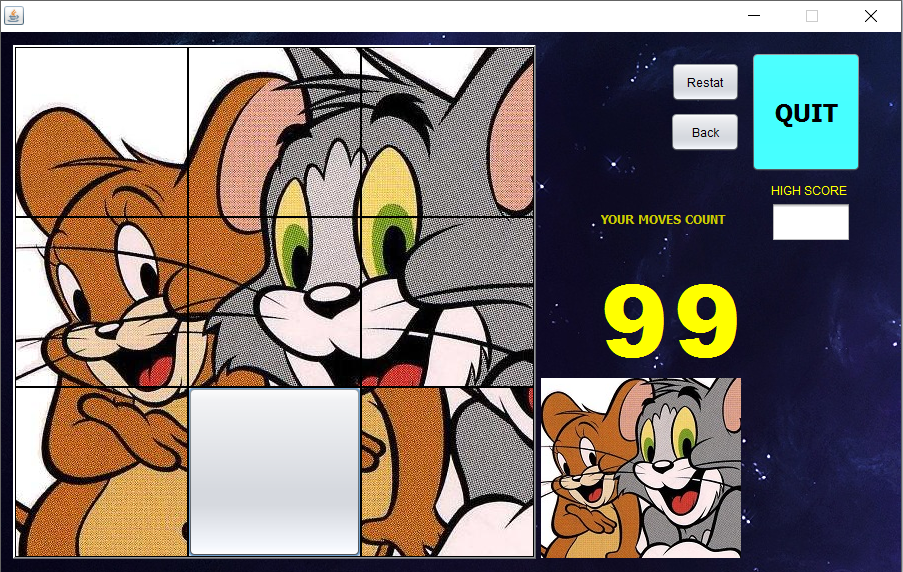 Restat
QUIT
Back
HIGH SCORE
YOUR MOVES COUNT
99